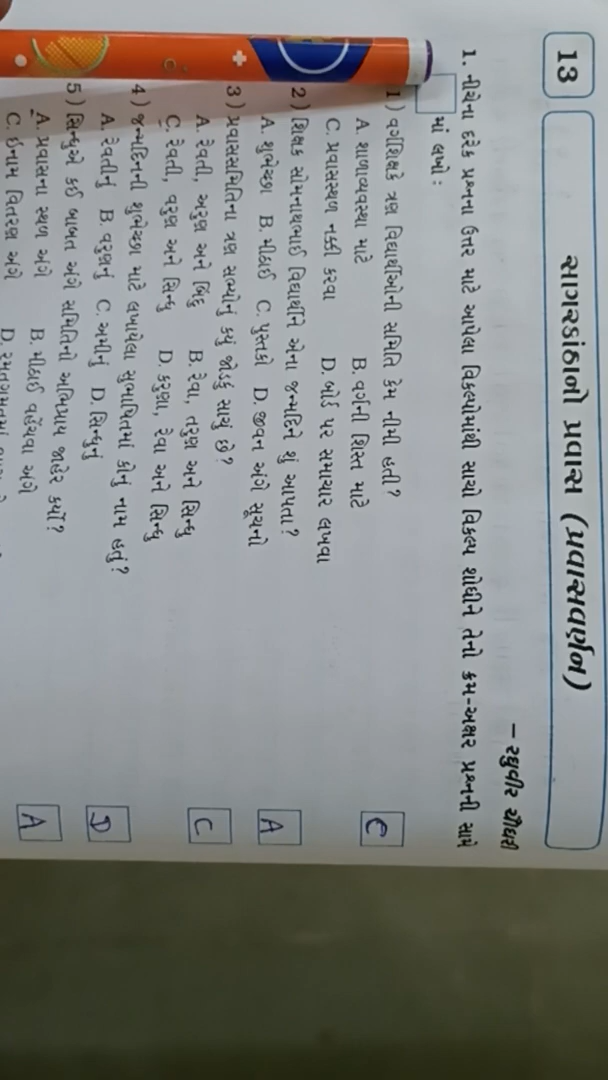 13
સાગરકાંઠાનો પ્રવાસ (પ્રવાસવર્ણન)
– રઘુવીર ચૌધરી
1. નીચેના દરેક પ્રશ્નના ઉત્તર માટે આપેલા વિકલ્પોમાંથી સાચો વિકલ્પ શોધીને તેનો ક્રમ-અક્ષર પ્રશ્નની સામે
માં લખો :
1) વર્ગશિક્ષકે ત્રણ વિદ્યાર્થીઓની સમિતિ કેમ નીમી હતી ? C
A. શાળાવ્યવસ્થા માટે B. વર્ગની શિસ્ત માટે
C. પ્રવાસસ્થળ નક્કી કરવા D. બોર્ડ પર સમાચાર લખવા
2) શિક્ષક સોમનાથભાઈ વિદ્યાર્થીને એના જન્મદિને શું આપતા ? A
A. શુભેચ્છા B. મીઠાઈ C. પુસ્તકો D. જીવન અંગે સૂચનો
3) પ્રવાસસમિતિના ત્રણ સભ્યોનું કયું જોડકું સાચું છે ? C
A. રેવતી, અરુણ અને બિંદુ B. રેવા, તરુણ અને સિન્ધુ
C. રેવતી, વરુણ અને સિન્ધુ D. કરુણા, રેવા અને સિન્ધુ
4) જન્મદિનની શુભેચ્છા માટે લખાયેલા સુભાષિતમાં કોનું નામ હતું ? D
A. રેવતીનું B. વરુણનું C. અમીનું D. સિન્ધુનું
5) સિન્ધુએ કઈ બાબત અંગે સમિતિનો અભિપ્રાય જાહેર કર્યો ? A
A. પ્રવાસના સ્થળ અંગે B. મીઠાઈ વહેંચવા અંગે
C. ઇનામ વિતરણ અંગે D.